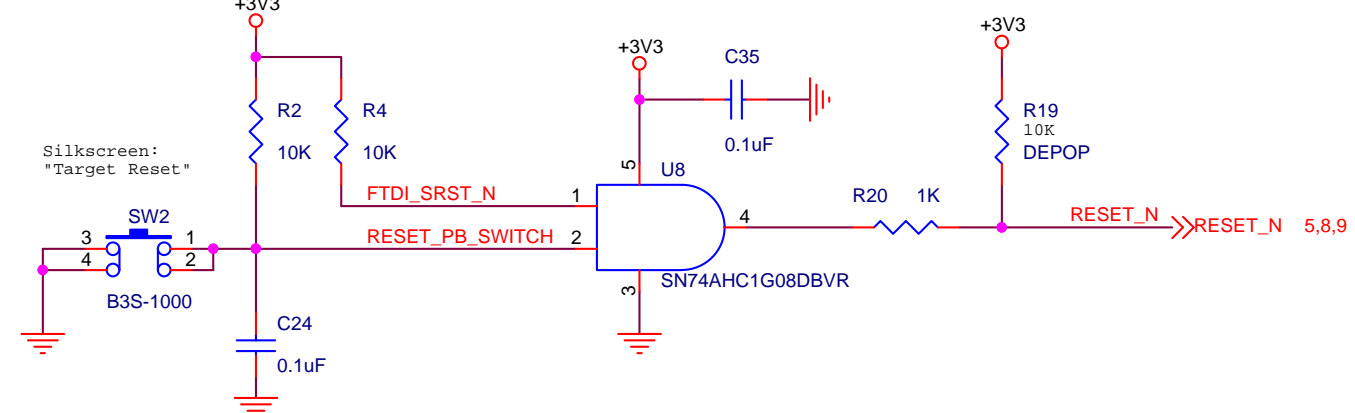 +3V3
+3V3
+3V3
C35
R2
R4
R19
10K
DEPOP
10K
10K
0.1uF
Silkscreen:
"Target Reset"
5
U8
FTDI_SRST_N
1
R20 1K
SW2
4
RESET_N
RESET_N 5,8,9
3
1
RESET_PB_SWITCH
2
4
2
SN74AHC1G08DBVR
3
B3S-1000
C24
0.1uF